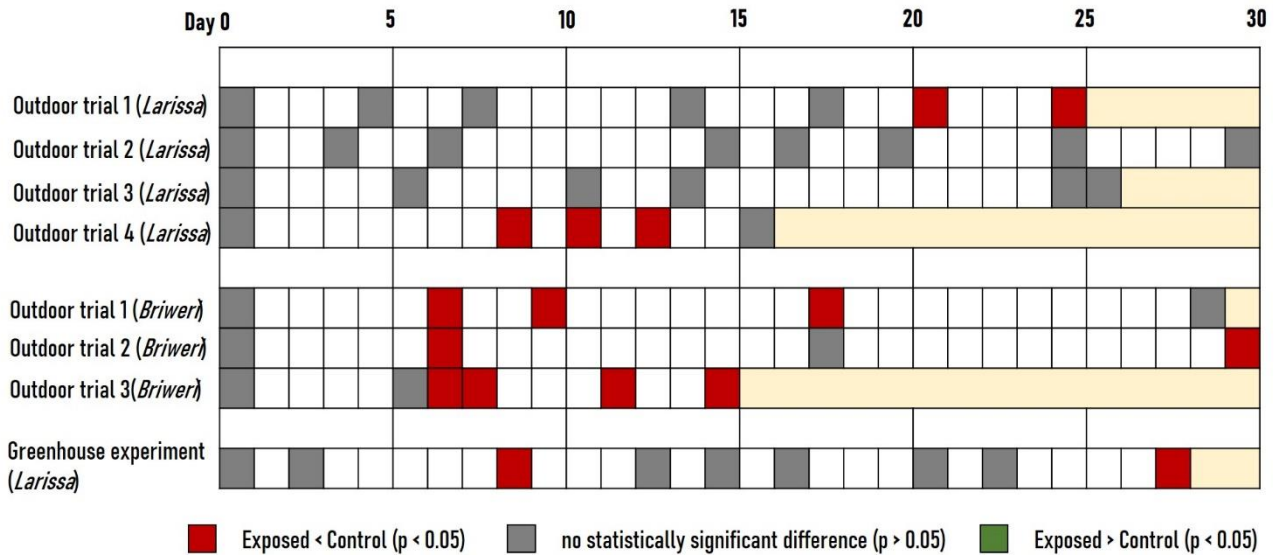 Day 0 5 10 15 20 25 30
Outdoor trial 1 (Larissa)
Outdoor trial 2 (Larissa)
Outdoor trial 3 (Larissa)
Outdoor trial 4 (Larissa)
Outdoor trial 1 (Briweri)
Outdoor trial 2 (Briweri)
Outdoor trial 3(Briweri)
Greenhouse experiment
(Larissa)
Exposed < Control (p < 0.05) no statistically significant difference (p > 0.05) Exposed > Control (p < 0.05)